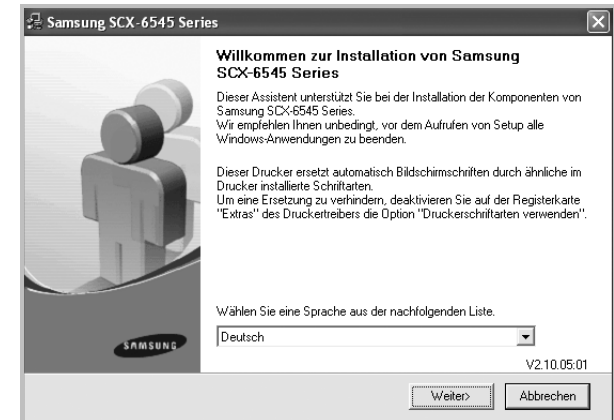 Samsung SCX-6545 Series
Willkommen zur Installation von Samsung
SCX-6545 Series
Dieser Assistent unterstützt Sie bei der Installation der Komponenten von
Samsung SCX-6545 Series.
Wir empfehlen Ihnen unbedingt, vor dem Aufrufen von Setup alle
Windows-Anwendungen zu beenden.
Dieser Drucker ersetzt automatisch Bildschirmschriften durch ähnliche im
Drucker installierte Schriftarten.
Um eine Ersetzung zu verhindern, deaktivieren Sie auf der Registerkarte
"Extras" des Druckertreibers die Option "Druckerschriftarten verwenden".
Wählen Sie eine Sprache aus der nachfolgenden Liste.
SAMSUNG
Deutsch
V2.10.05:01
Weiter>
Abbrechen